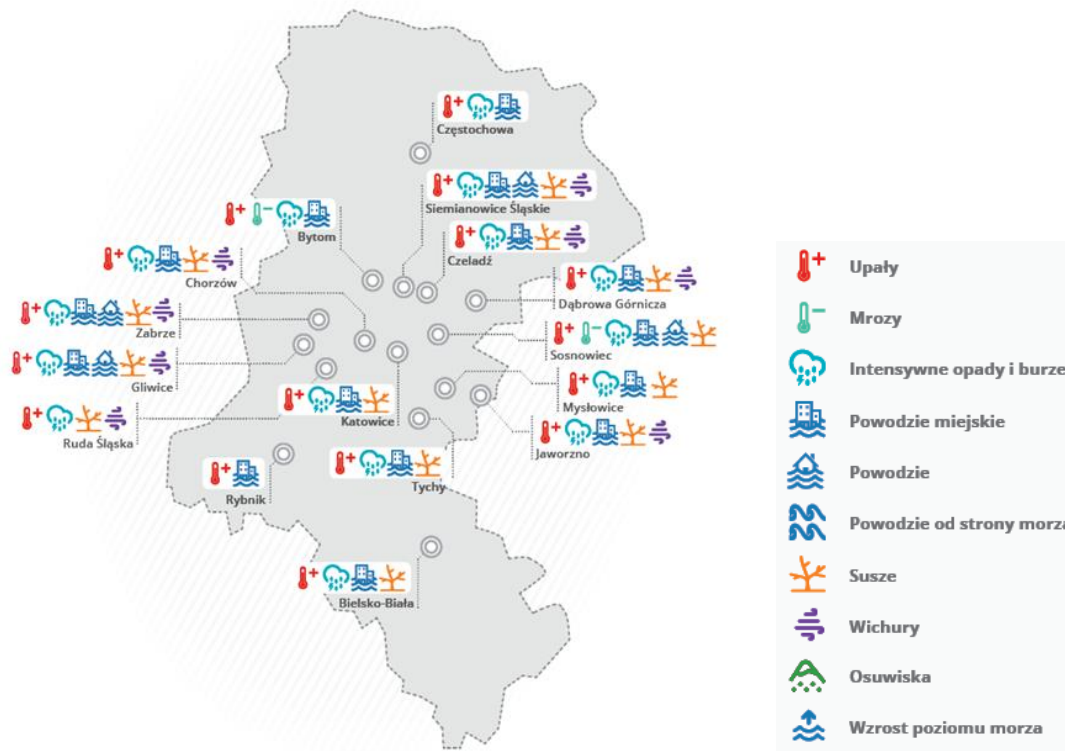 Częstochowa
Siemianowice Śląskie
Bytom
Czeladź
Chorzów
Dąbrowa Górnicza
Zabrze
Sosnowiec
Gliwice
Mysłowice
Katowice
Ruda Śląska
Jaworzno
Tychy
Rybnik
Bielsko-Biała
Upały
Mrozy
Intensywne opady i burze
Powodzie miejskie
Powodzie
Powodzie od strony morza
Susze
Wichury
Osuwiska
Wzrost poziomu morza